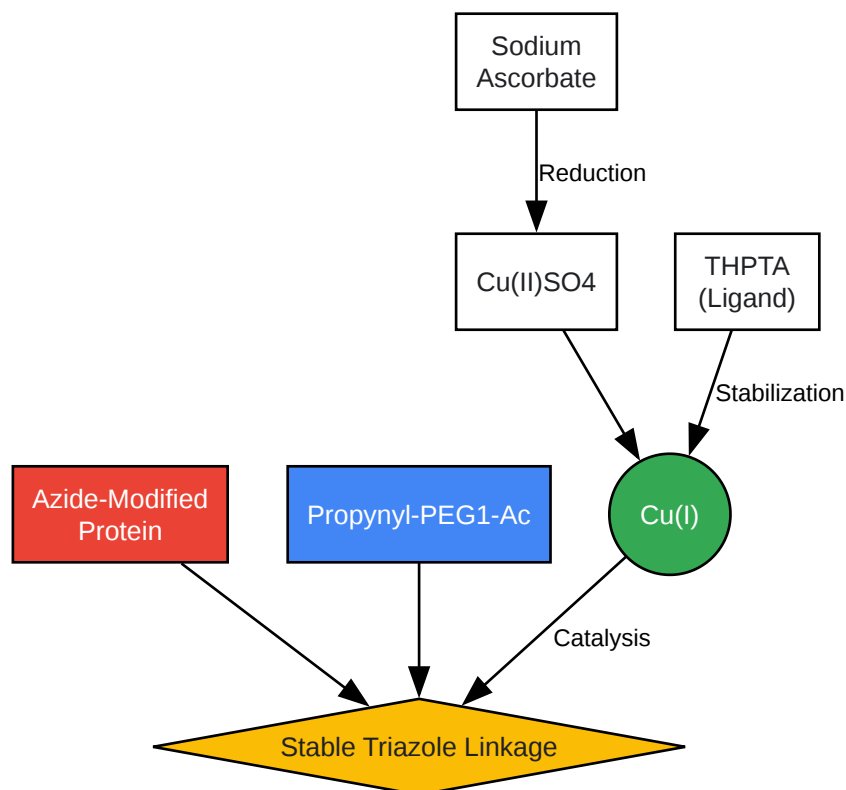 Sodium
Ascorbate
Reduction
Cu(II)SO4
THPTA
(Ligand)
Stabilization
Azide-Modified
Protein
Propynyl-PEG1-Ac
Cu(I)
Catalysis
Stable Triazole Linkage